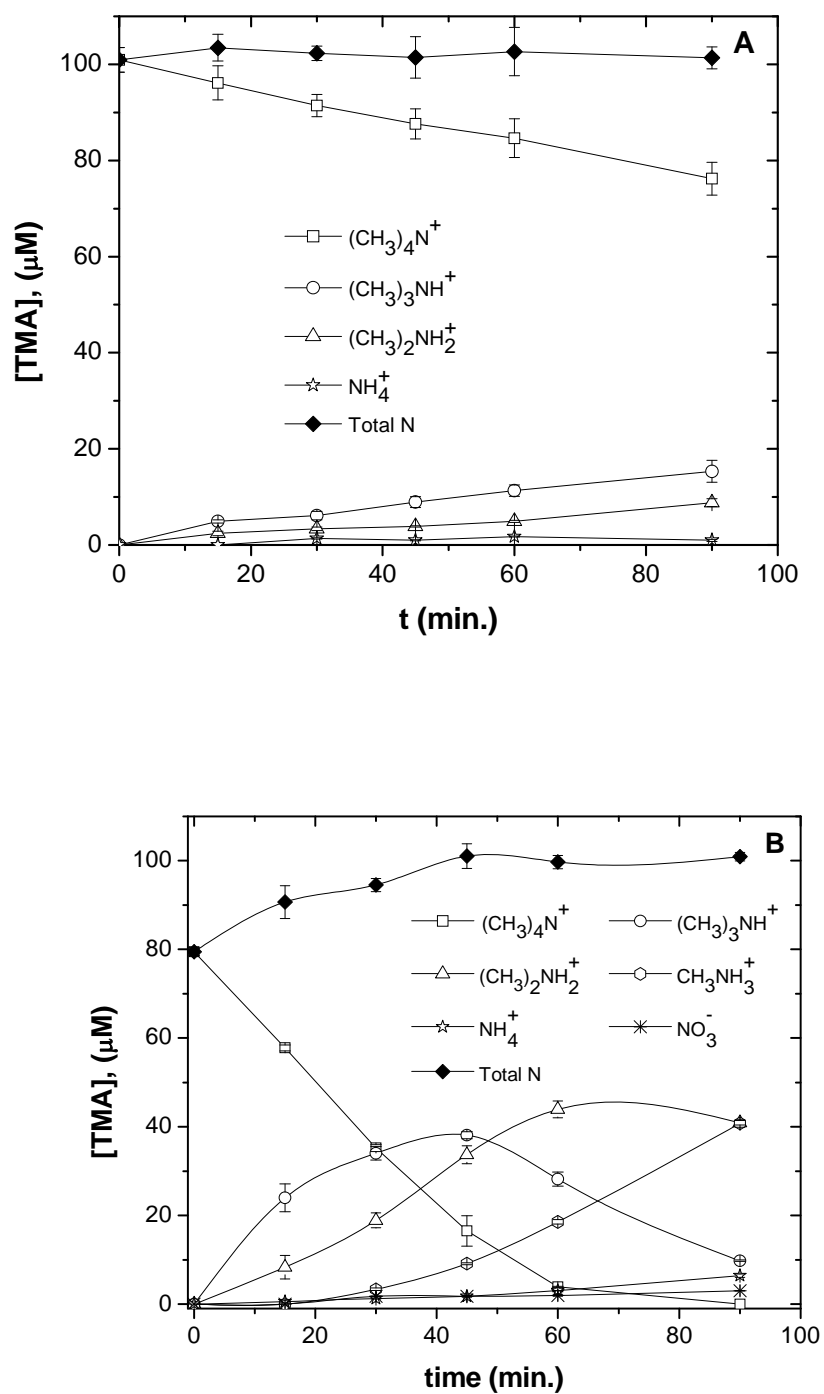 A
100
80
60
40
20
0
[TMA], (μM)
(CH3)4N+
(CH3)3NH+
(CH3)2NH2+
NH4+
Total N
0 20 40 60 80 100
t (min.)
B
100
80
60
40
20
0
[TMA], (μM)
(CH3)4N+ (CH3)3NH+
(CH3)2NH2+ CH3NH3+
NH4+ NO3-
Total N
0 20 40 60 80 100
time (min.)